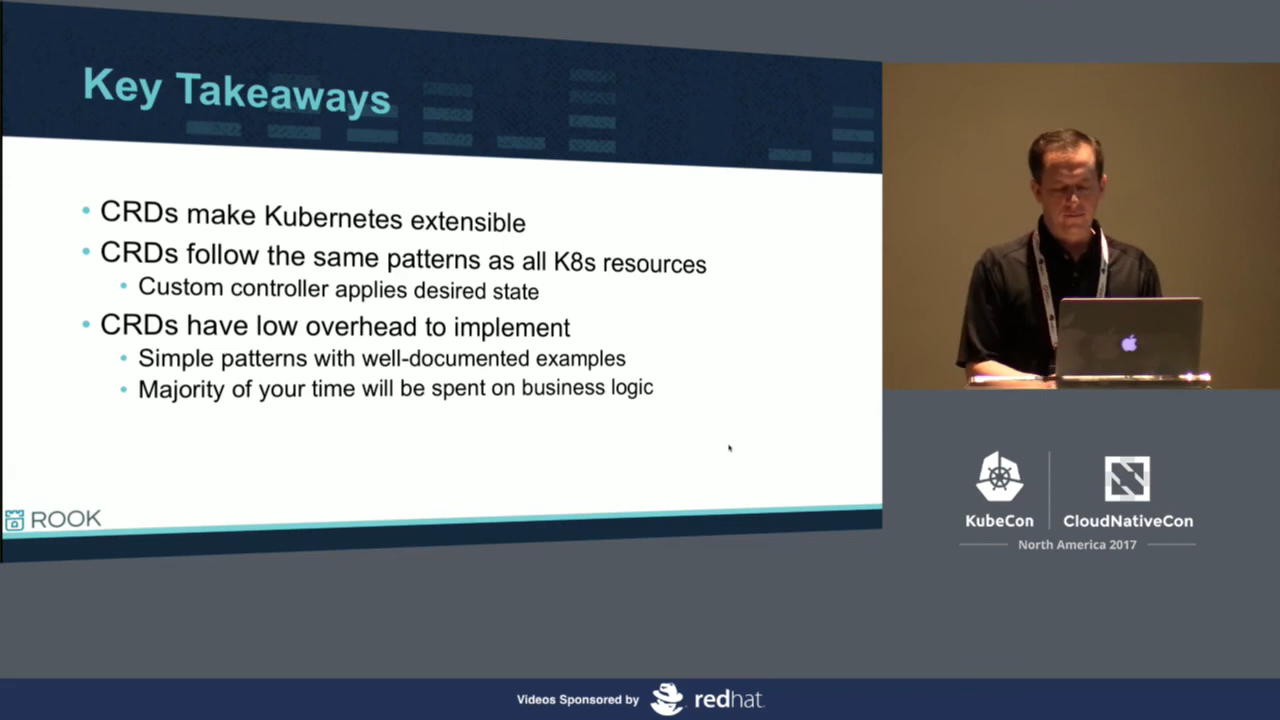 Key Takeaways
• CRDs make Kubernetes extensible
• CRDs follow the same patterns as all K8s resources
• Custom controller applies desired state
• CRDs have low overhead to implement
• Simple patterns with well-documented examples
• Majority of your time will be spent on business logic
ROOK
KubeCon
CloudNativeCon
North America 2017
Videos Sponsored by
redhat.